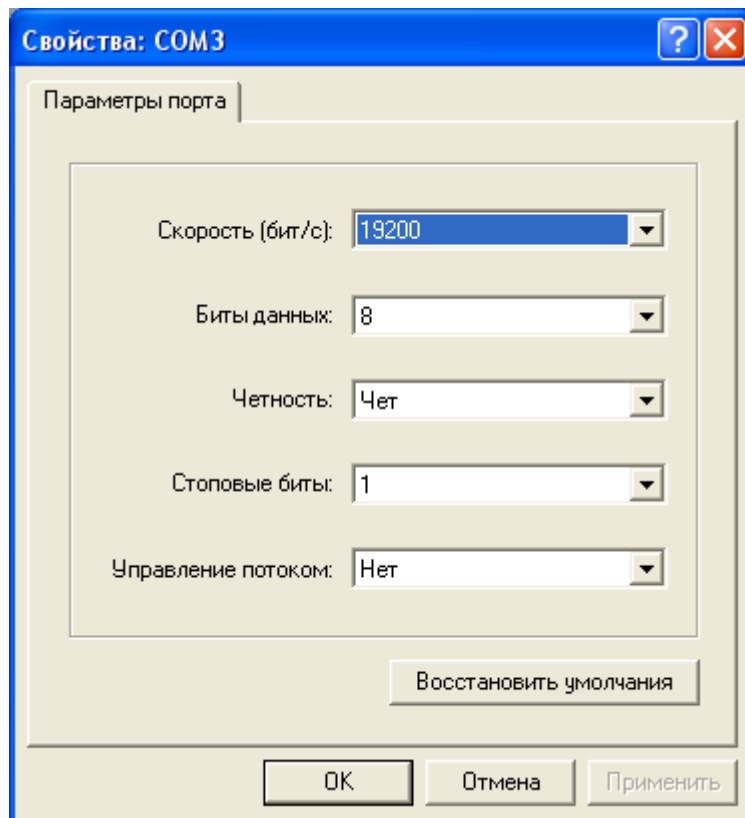 Свойства: COM3
Параметры порта
Скорость (бит/с): 19200
Биты данных: 8
Четность: Чет
Стоповые биты: 1
Управление потоком: Нет
Восстановить умолчания
OK Отмена Применить